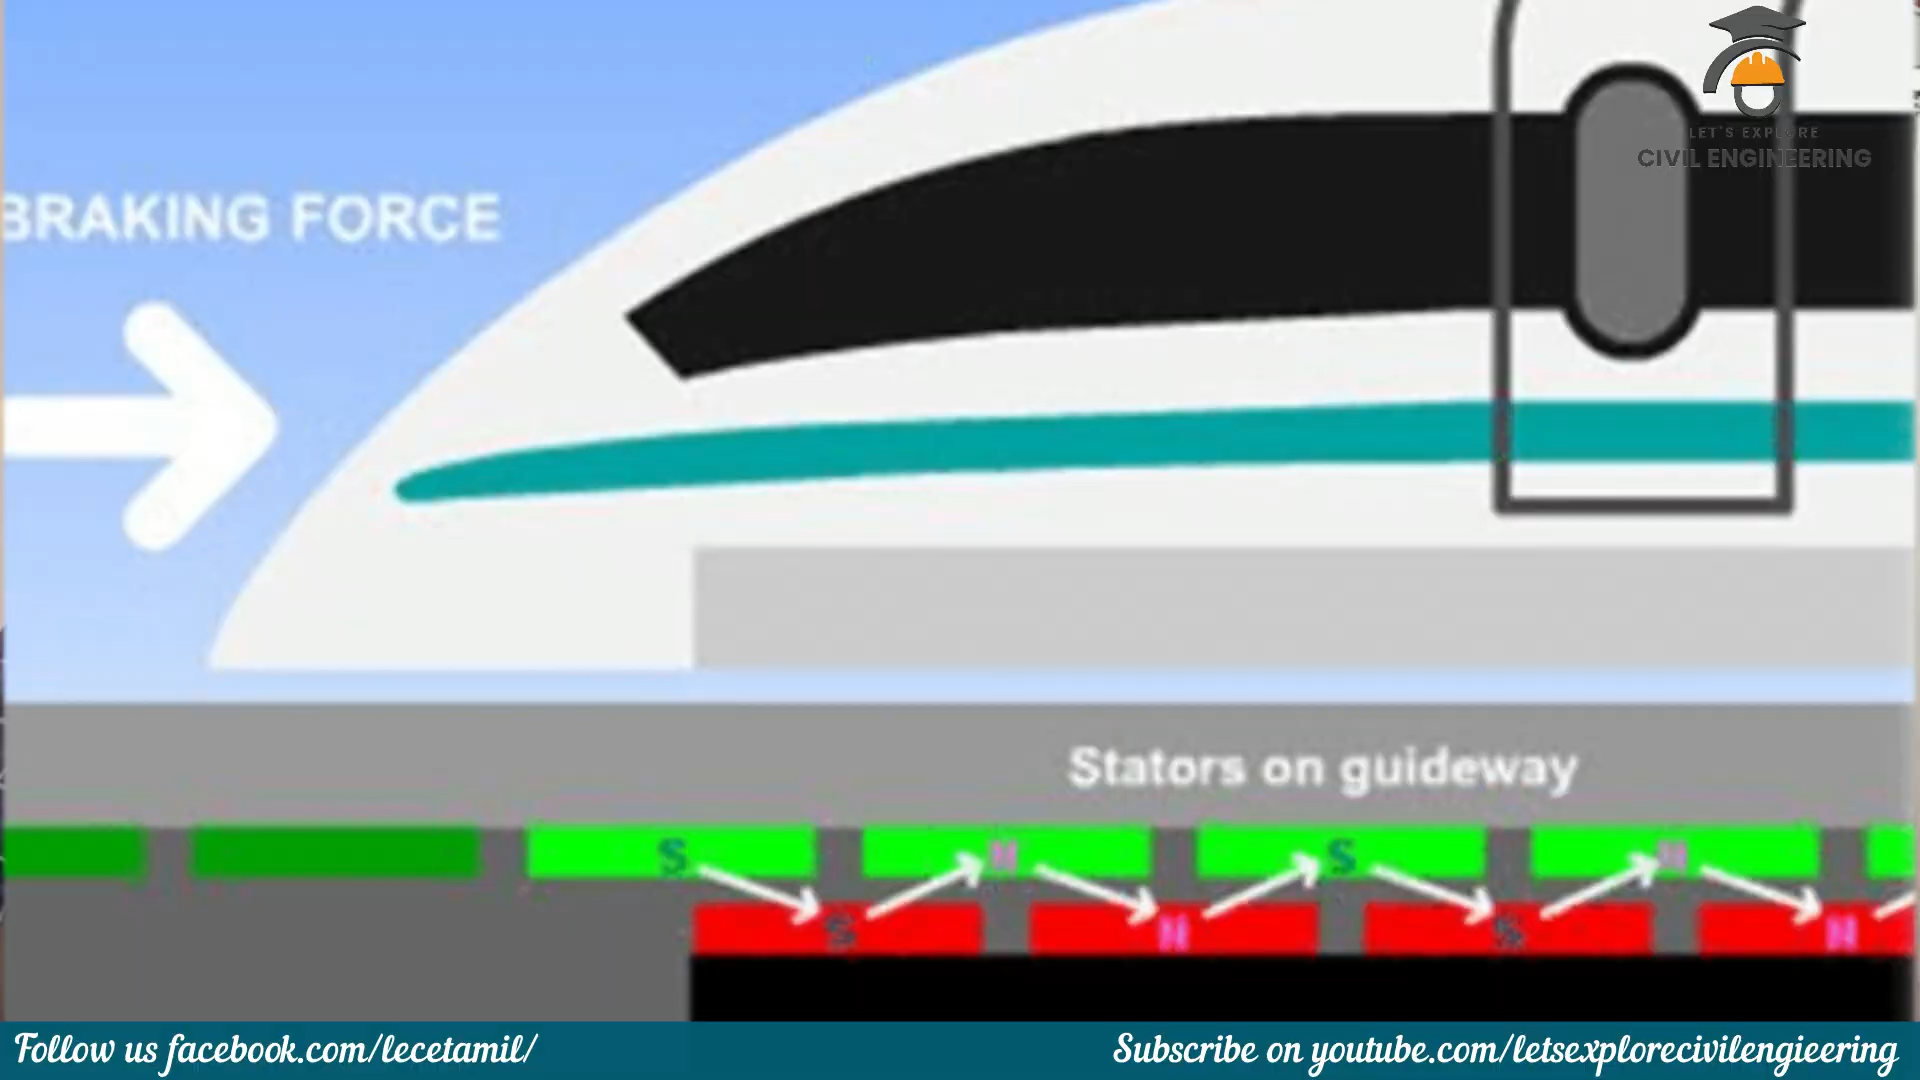 LET'S EXPLORE
CIVIL ENGINEERING
BRAKING FORCE
Stators on guideway
S N S N
S N S N
Follow us facebook.com/lecetamil/
Subscribe on youtube.com/letsexplorecivilengieering